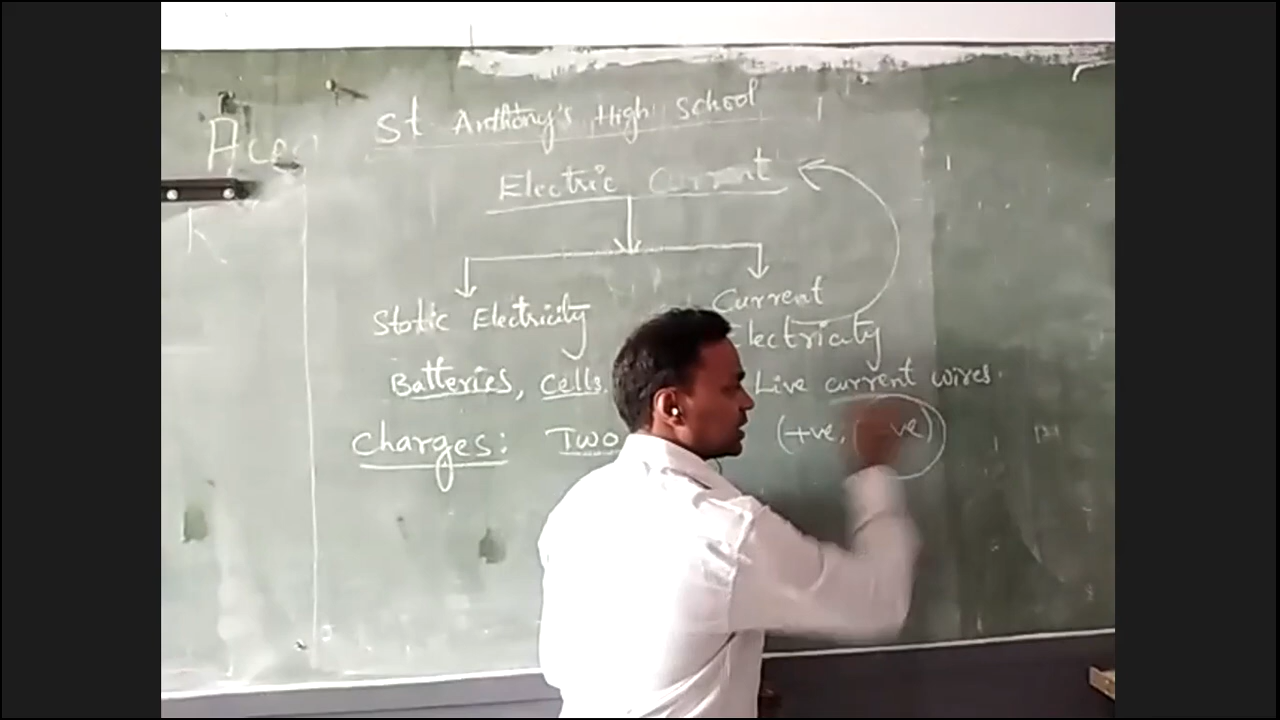 St Anthony's High School
Electric Current
Static Electricity
Current
Electricity
Batteries, Cells.
Live current wires.
Charges: Two
(+ve, -ve)